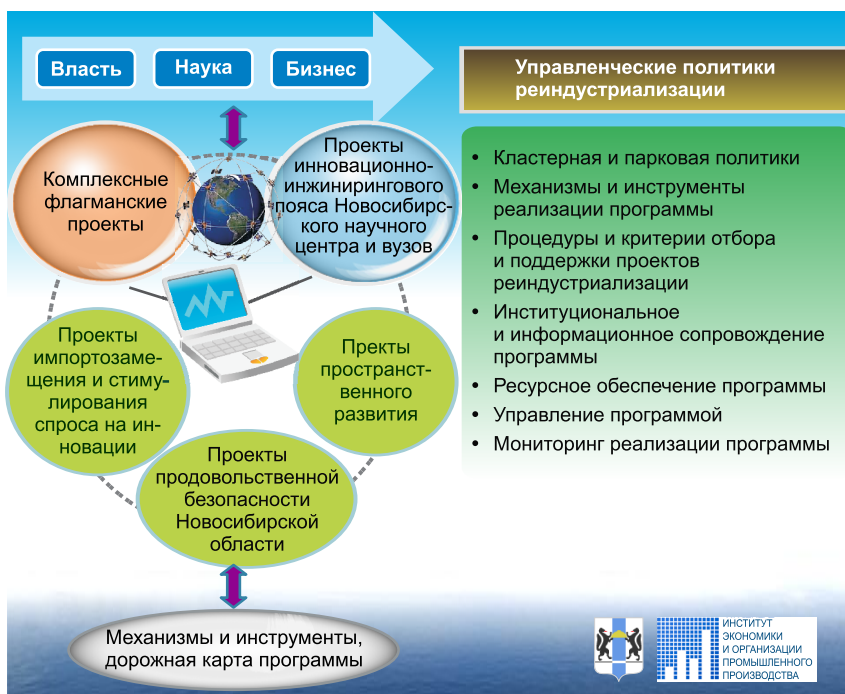 Власть
Наука
Бизнес
Управленческие политики
реиндустриализации
Комплексные
флагманские
проекты
Проекты
инновационно-
инжинирингового
пояса Новосибирс-
кого научного
центра и вузов
Проекты
импортозаме-
щения и стиму-
лирования
спроса на ин-
новации
Пректы
пространст-
венного
развития
Проекты
продовольственной
безопасности
Новосибирской
области
Механизмы и инструменты,
дорожная карта программы
• Кластерная и парковая политики
• Механизмы и инструменты
реализации программы
• Процедуры и критерии отбора
и поддержки проектов
реиндустриализации
• Институциональное
и информационное сопровождение
программы
• Ресурсное обеспечение программы
• Управление программой
• Мониторинг реализации программы
ИНСТИТУТ
ЭКОНОМИКИ
И ОРГАНИЗАЦИИ
ПРОМЫШЛЕННОГО
ПРОИЗВОДСТВА